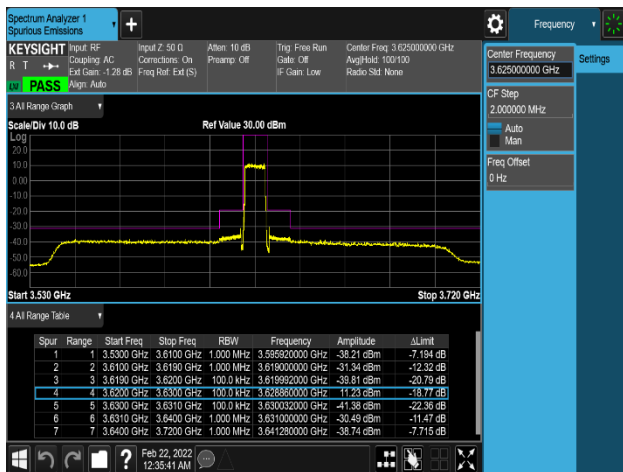 Spectrum Analyzer 1
Spurious Emissions
+
Frequency
KEYSIGHT Input: RF Input Z: 50 Ω Atten: 10 dB Trig: Free Run Center Freq: 3.625000000 GHz
R T Coupling: AC Corrections: On Preamp: Off Gate: Off Avg|Hold: 100/100
Ext Gain: -1.28 dB Freq Ref: Ext (S) IF Gain: Low Radio Std: None
PASS Align: Auto
Center Frequency
3.625000000 GHz
Settings
CF Step
2.000000 MHz
Auto
Man
Freq Offset
0 Hz
3 All Range Graph
Scale/Div 10.0 dB Ref Value 30.00 dBm
Log
20.0
10.0
0.00
-10.0
-20.0
-30.0
-40.0
-50.0
-60.0
Start 3.530 GHz Stop 3.720 GHz
4 All Range Table
Spur Range Start Freq Stop Freq RBW Frequency Amplitude ΔLimit
1 1 3.5300 GHz 3.6100 GHz 1.000 MHz 3.595920000 GHz -38.21 dBm -7.194 dB
2 2 3.6100 GHz 3.6190 GHz 1.000 MHz 3.619000000 GHz -31.34 dBm -12.32 dB
3 3 3.6190 GHz 3.6200 GHz 100.0 kHz 3.619992000 GHz -39.81 dBm -20.79 dB
4 4 3.6200 GHz 3.6300 GHz 100.0 kHz 3.628860000 GHz 11.23 dBm -18.77 dB
5 5 3.6300 GHz 3.6310 GHz 100.0 kHz 3.630032000 GHz -41.38 dBm -22.36 dB
6 6 3.6310 GHz 3.6400 GHz 1.000 MHz 3.631000000 GHz -30.49 dBm -11.47 dB
7 7 3.6400 GHz 3.7200 GHz 1.000 MHz 3.641280000 GHz -38.74 dBm -7.715 dB
?
Feb 22, 2022
12:35:41 AM